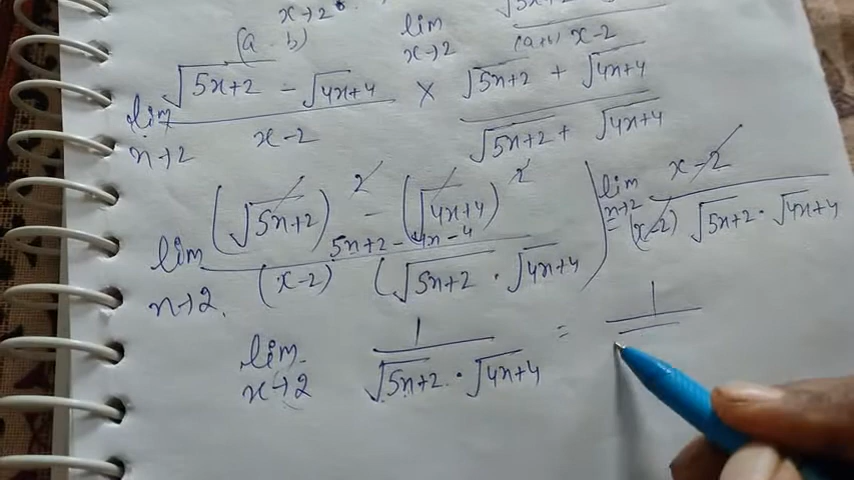 x→2
lim x→2 √5x+2 (a+b) x-2
(a b)
lim x→2 √5x+2 - √4x+4 / x-2 × √5x+2 + √4x+4 / √5x+2 + √4x+4
lim x→2 (√5x+2)² - (√4x+4)² 5x+2-4x-4 / (x-2) (√5x+2 · √4x+4)
lim x→2 = x-2 / (x-2) √5x+2 · √4x+4
lim x→2 1 / √5x+2 · √4x+4 = 1